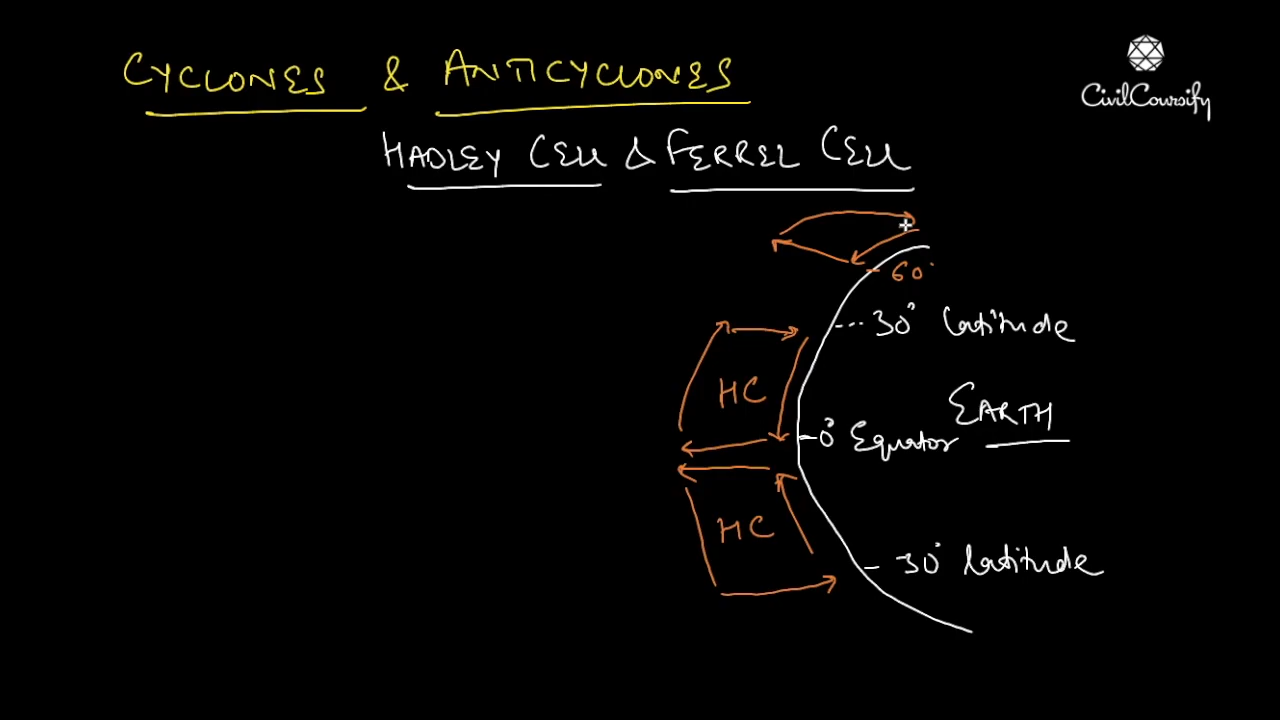 CYCLONES & ANTICYCLONES
CivilCoursify
HADLEY CELL & FERREL CELL
60°
30° latitude
HC
EARTH
0° Equator
HC
30° latitude